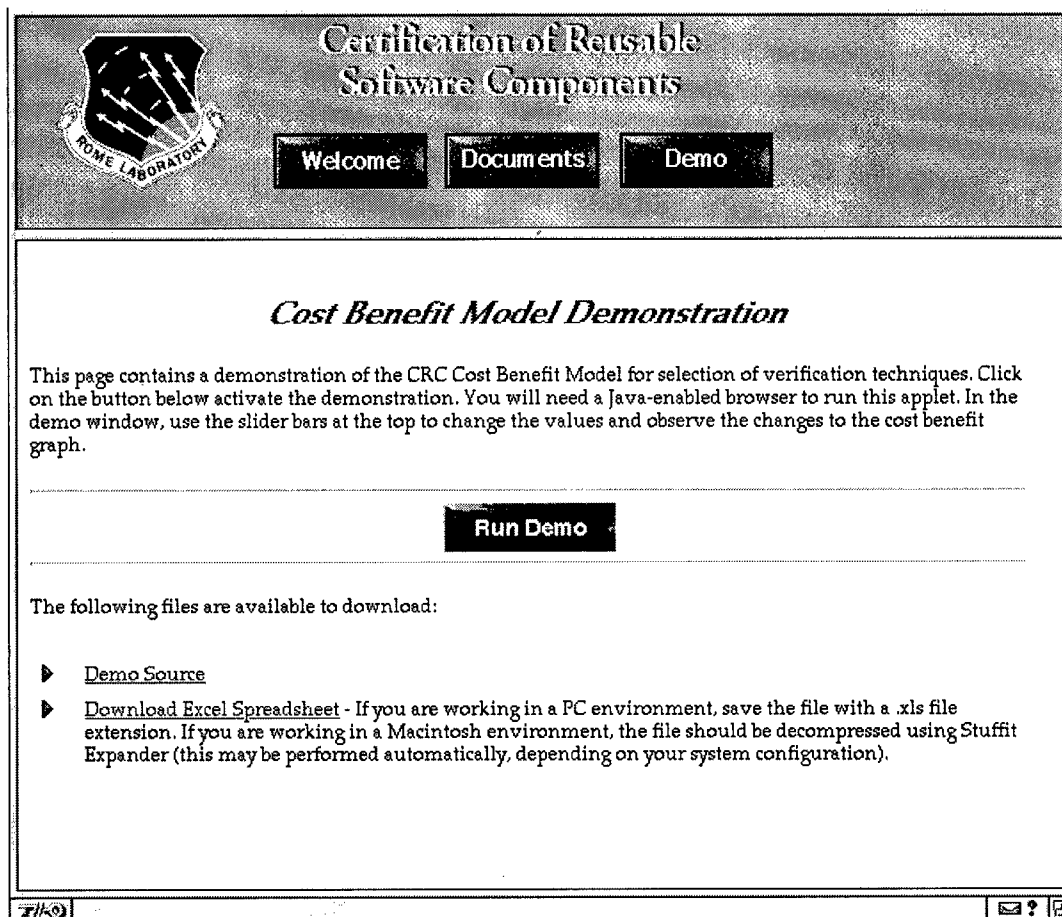 Certification of Reusable
Software Components
ROME LABORATORY
Welcome Documents Demo
Cost Benefit Model Demonstration
This page contains a demonstration of the CRC Cost Benefit Model for selection of verification techniques. Click
on the button below activate the demonstration. You will need a Java-enabled browser to run this applet. In the
demo window, use the slider bars at the top to change the values and observe the changes to the cost benefit
graph.
Run Demo
The following files are available to download:
Demo Source
Download Excel Spreadsheet - If you are working in a PC environment, save the file with a .xls file
extension. If you are working in a Macintosh environment, the file should be decompressed using Stuffit
Expander (this may be performed automatically, depending on your system configuration).